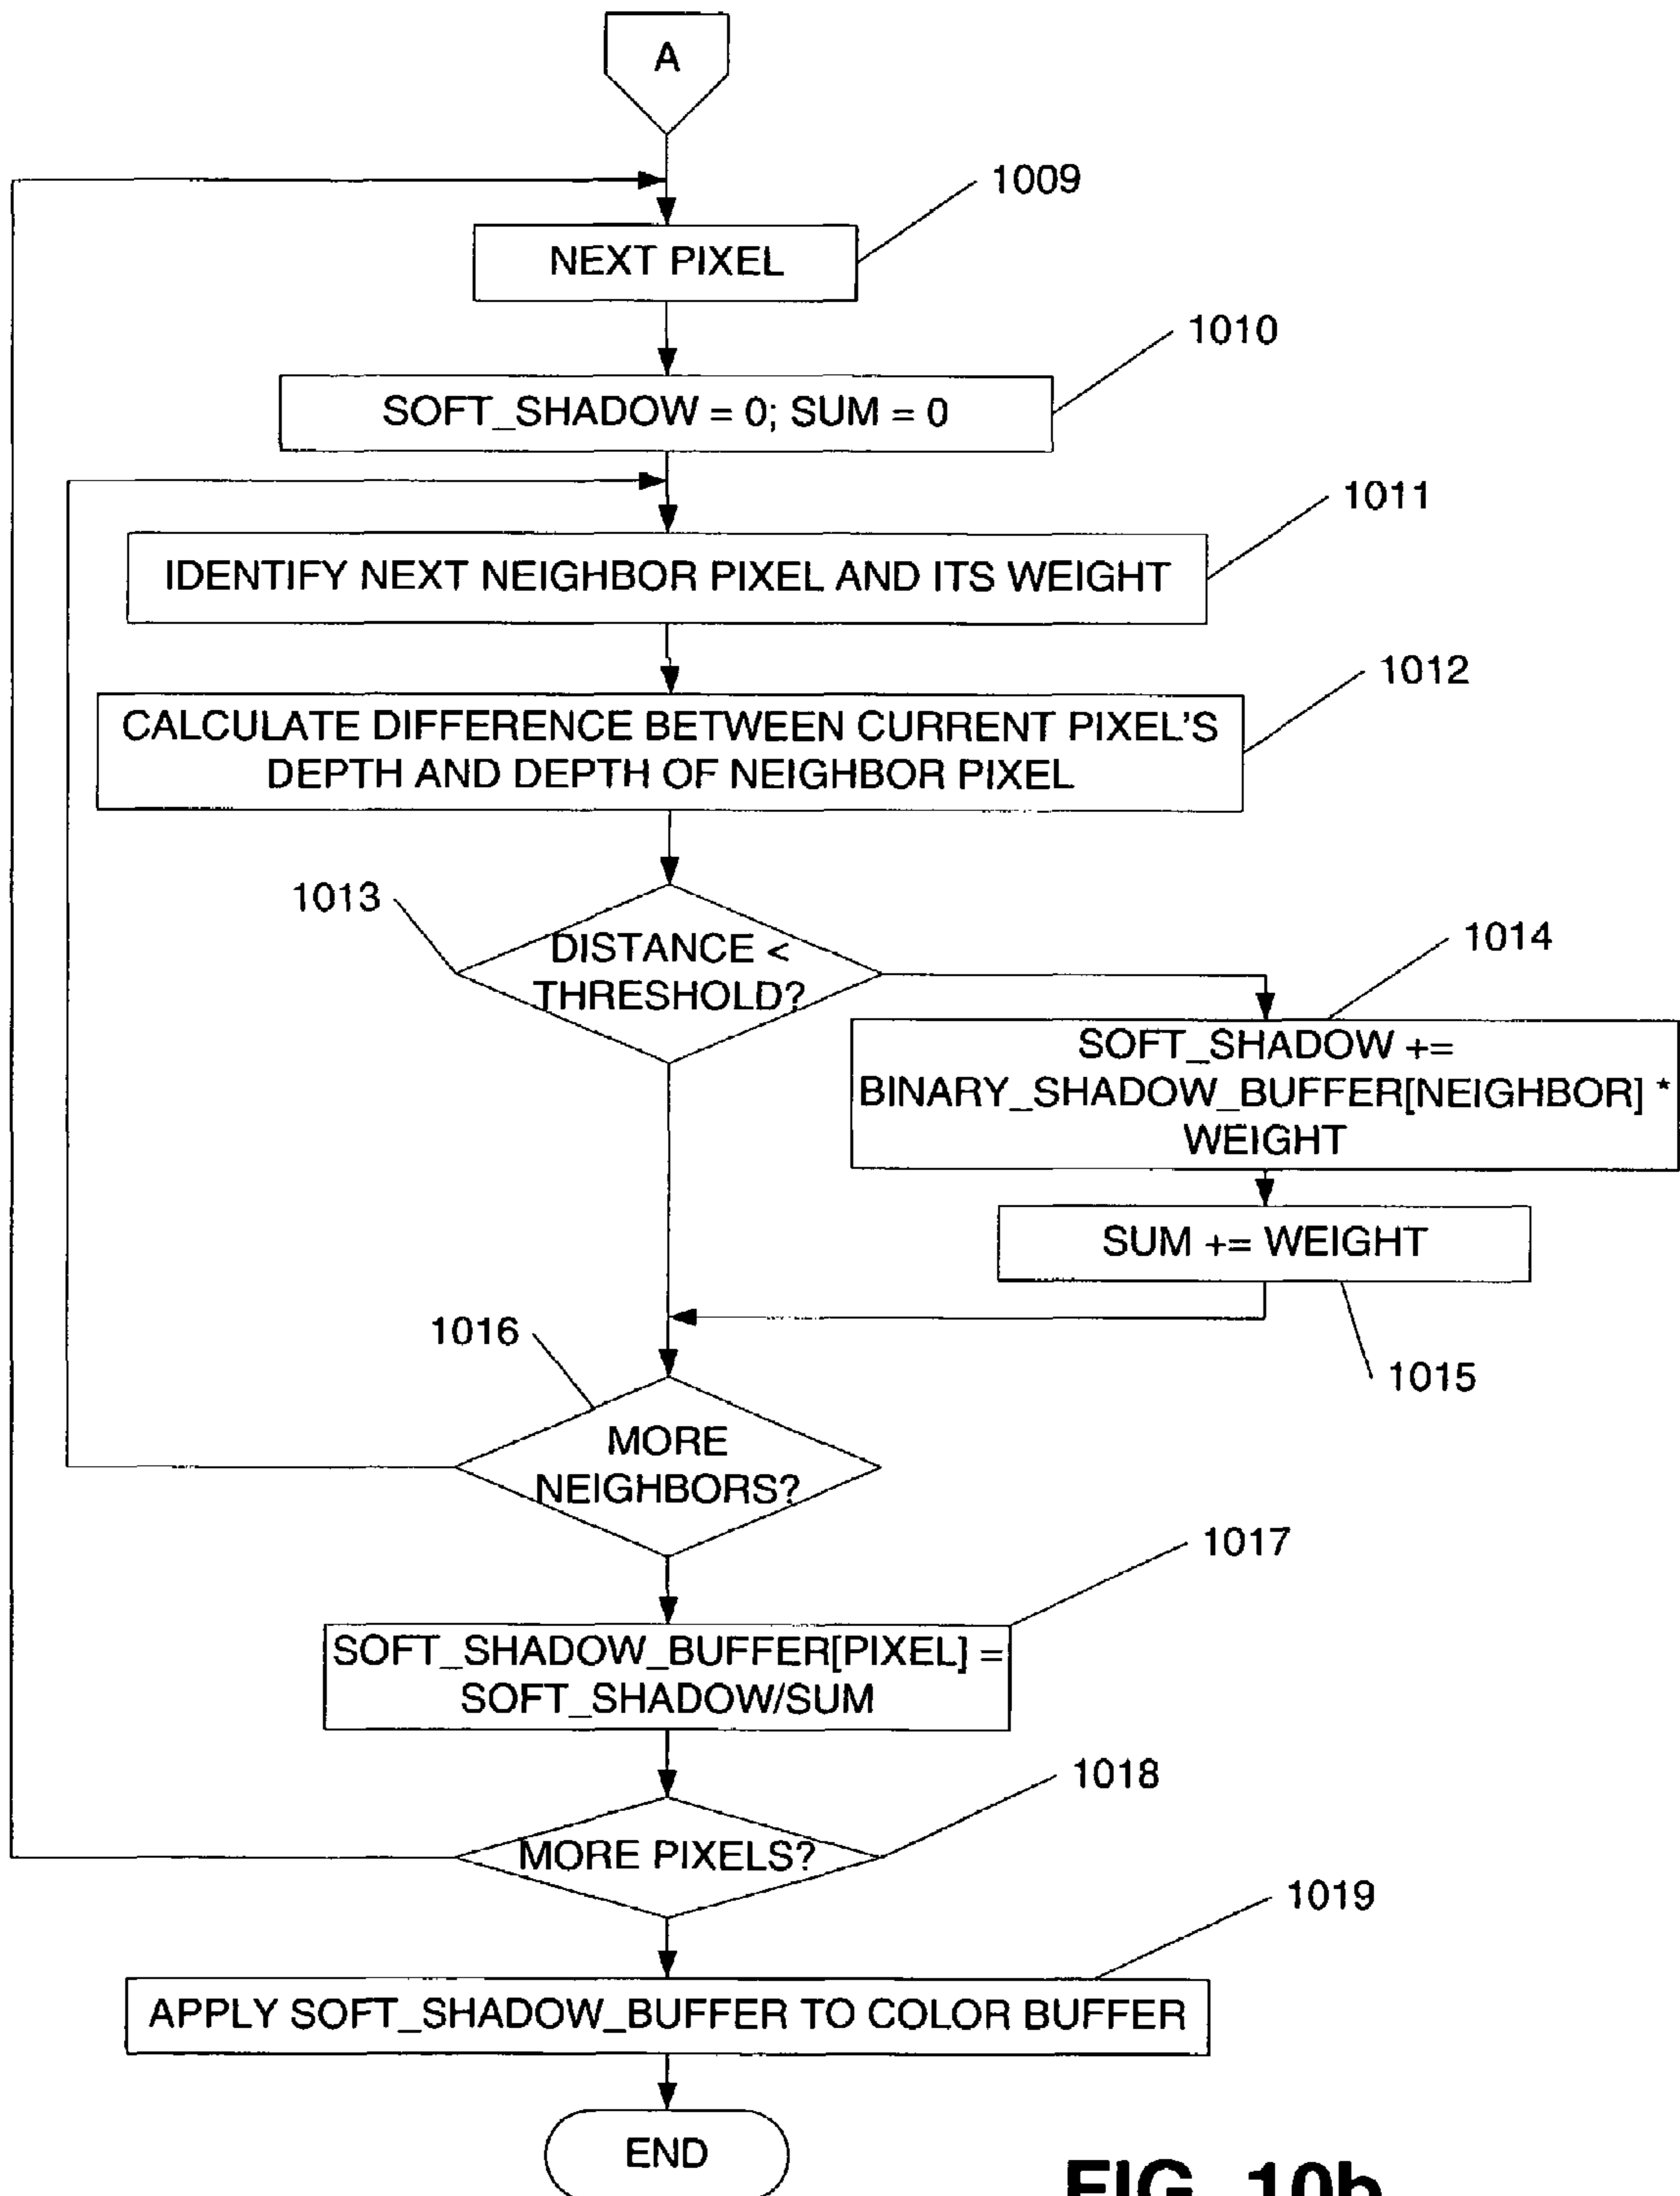 A
1009
NEXT PIXEL
1010
SOFT_SHADOW = 0; SUM = 0
1011
IDENTIFY NEXT NEIGHBOR PIXEL AND ITS WEIGHT
1012
CALCULATE DIFFERENCE BETWEEN CURRENT PIXEL'S
DEPTH AND DEPTH OF NEIGHBOR PIXEL
1013
DISTANCE <
THRESHOLD?
1014
SOFT_SHADOW +=
BINARY_SHADOW_BUFFER[NEIGHBOR] *
WEIGHT
SUM += WEIGHT
1015
1016
MORE
NEIGHBORS?
1017
SOFT_SHADOW_BUFFER[PIXEL] =
SOFT_SHADOW/SUM
1018
MORE PIXELS?
1019
APPLY SOFT_SHADOW_BUFFER TO COLOR BUFFER
END
FIG. 10b